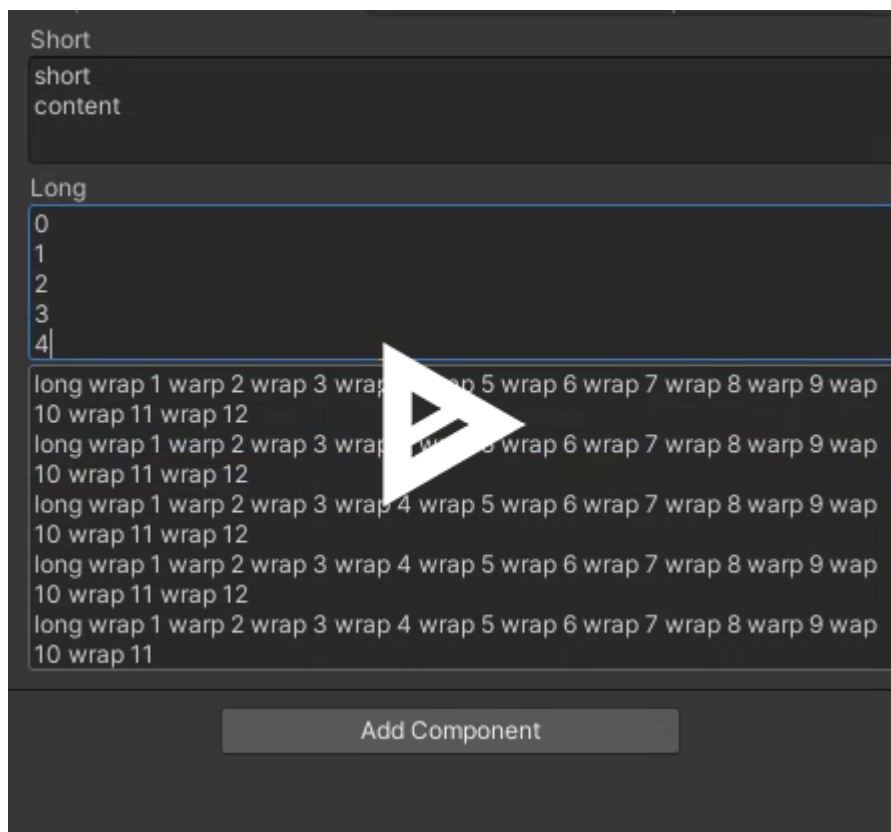 Short
short
content
Long
0
1
2
3
4
long wrap 1 warp 2 wrap 3 wrap 5 wrap 6 wrap 7 wrap 8 warp 9 wap
10 wrap 11 wrap 12
long wrap 1 warp 2 wrap 3 wrap wrap 6 wrap 7 wrap 8 warp 9 wap
10 wrap 11 wrap 12
long wrap 1 warp 2 wrap 3 wrap 4 wrap 5 wrap 6 wrap 7 wrap 8 warp 9 wap
10 wrap 11 wrap 12
long wrap 1 warp 2 wrap 3 wrap 4 wrap 5 wrap 6 wrap 7 wrap 8 warp 9 wap
10 wrap 11 wrap 12
long wrap 1 warp 2 wrap 3 wrap 4 wrap 5 wrap 6 wrap 7 wrap 8 warp 9 wap
10 wrap 11
Add Component